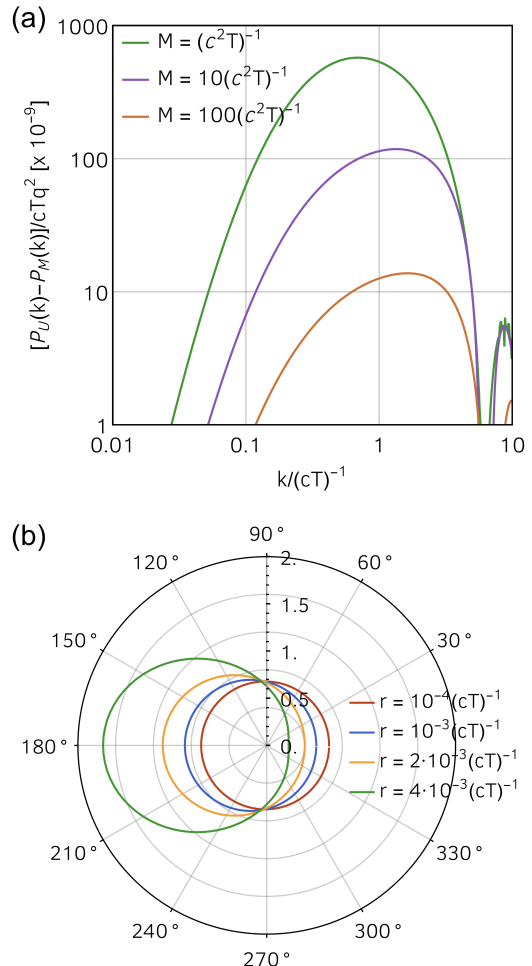 (a)
1000
100
10
1
[P_U(k)−P_M(k)]/cTq² [x 10⁻⁹]
M = (c²T)⁻¹
M = 10(c²T)⁻¹
M = 100(c²T)⁻¹
0.01 0.1 1 10
k/(cT)⁻¹
(b)
90°
120° 60°
2.
1.5
150° 30°
1.
0.5
r = 10⁻⁴(cT)⁻¹
r = 10⁻³(cT)⁻¹
180° 0.
r = 2·10⁻³(cT)⁻¹
r = 4·10⁻³(cT)⁻¹
210° 330°
240° 300°
270°